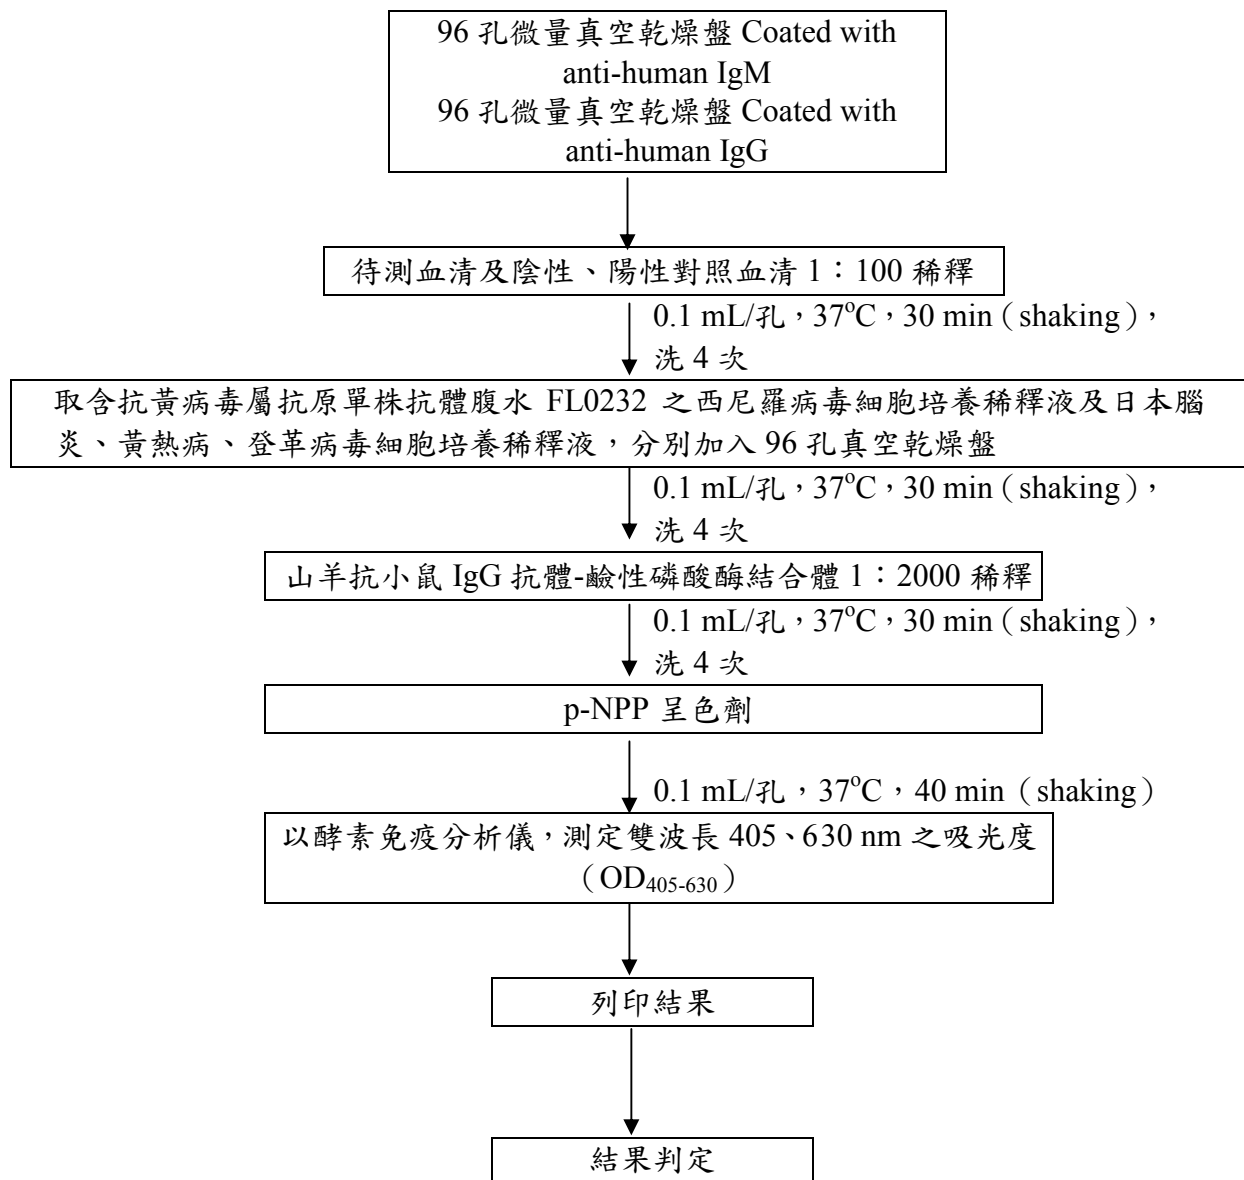 96 孔微量真空乾燥盤 Coated with
anti-human IgM
96 孔微量真空乾燥盤 Coated with
anti-human IgG
待測血清及陰性、陽性對照血清 1：100 稀釋
0.1 mL/孔，37°C，30 min（shaking），
洗 4 次
取含抗黃病毒屬抗原單株抗體腹水 FL0232 之西尼羅病毒細胞培養稀釋液及日本腦
炎、黃熱病、登革病毒細胞培養稀釋液，分別加入 96 孔真空乾燥盤
0.1 mL/孔，37°C，30 min（shaking），
洗 4 次
山羊抗小鼠 IgG 抗體-鹼性磷酸酶結合體 1：2000 稀釋
0.1 mL/孔，37°C，30 min（shaking），
洗 4 次
p-NPP 呈色劑
0.1 mL/孔，37°C，40 min（shaking）
以酵素免疫分析儀，測定雙波長 405、630 nm 之吸光度
（OD405-630）
列印結果
結果判定